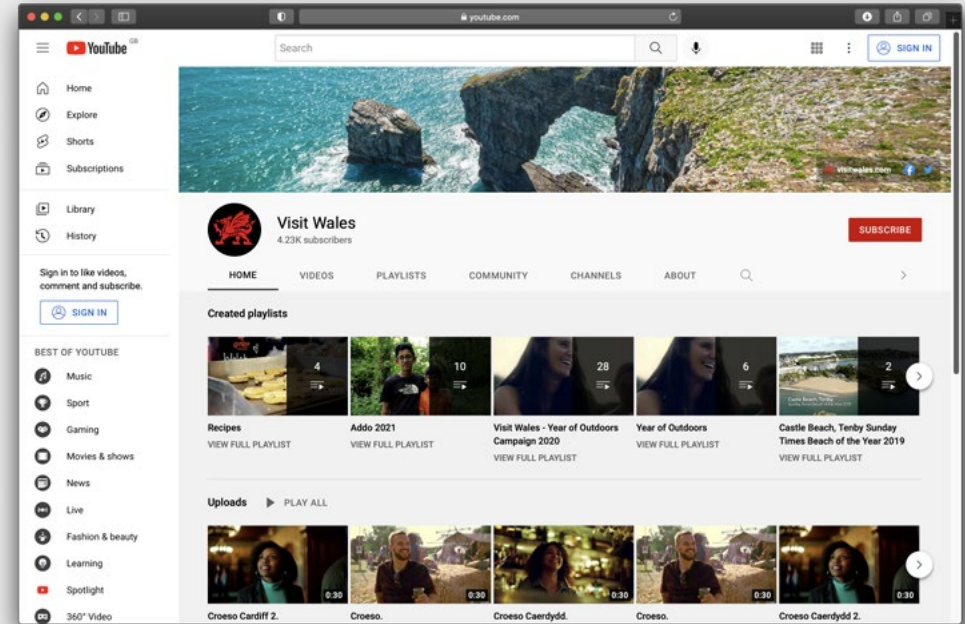 youtube.com
YouTube GB
Search
SIGN IN
Home
Explore
Shorts
Subscriptions
Library
History
Sign in to like videos,
comment and subscribe.
SIGN IN
BEST OF YOUTUBE
Music
Sport
Gaming
Movies & shows
News
Live
Fashion & beauty
Learning
Spotlight
360° Video
visitwales.com
Visit Wales
4.23K subscribers
SUBSCRIBE
HOME VIDEOS PLAYLISTS COMMUNITY CHANNELS ABOUT
Created playlists
4
Recipes
VIEW FULL PLAYLIST
10
Addo 2021
VIEW FULL PLAYLIST
28
Visit Wales - Year of Outdoors
Campaign 2020
VIEW FULL PLAYLIST
6
Year of Outdoors
VIEW FULL PLAYLIST
2
Castle Beach, Tenby
Castle Beach, Tenby Sunday
Times Beach of the Year 2019
VIEW FULL PLAYLIST
Uploads PLAY ALL
0:30
Croeso Cardiff 2.
0:30
Croeso.
0:30
Croeso Caerdydd.
0:30
Croeso.
0:30
Croeso Caerdydd 2.